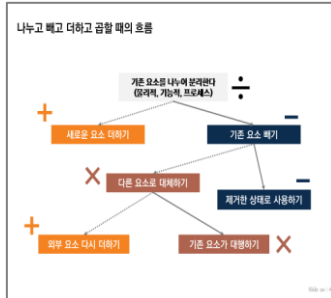 나누고 빼고 더하고 곱할 때의 흐름
기존 요소를 나누어 분리한다
(물리적, 기능적, 프로세스)
÷
+
새로운 요소 더하기
−
기존 요소 빼기
×
다른 요소로 대체하기
−
제거한 상태로 사용하기
+
외부 요소 다시 더하기
기존 요소가 대행하기
×